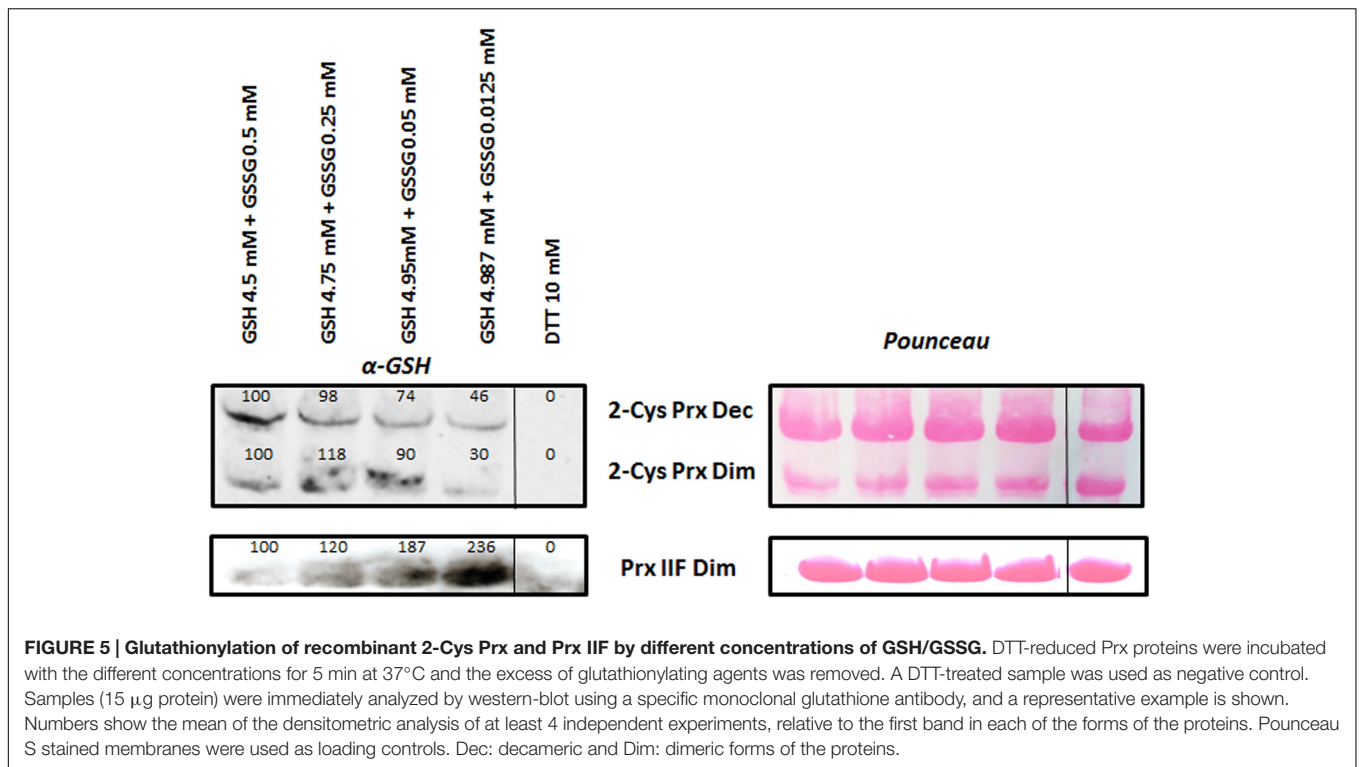 GSH 4.5 mM + GSSG 0.5 mM
GSH 4.75 mM + GSSG 0.25 mM
GSH 4.95mM + GSSG 0.05 mM
GSH 4.987 mM + GSSG 0.0125 mM
DTT 10 mM
α-GSH
Pounceau
100 98 74 46 0
2-Cys Prx Dec
100 118 90 30 0
2-Cys Prx Dim
100 120 187 236 0
Prx IIF Dim
FIGURE 5 | Glutathionylation of recombinant 2-Cys Prx and Prx IIF by different concentrations of GSH/GSSG. DTT-reduced Prx proteins were incubated
with the different concentrations for 5 min at 37°C and the excess of glutathionylating agents was removed. A DTT-treated sample was used as negative control.
Samples (15 μg protein) were immediately analyzed by western-blot using a specific monoclonal glutathione antibody, and a representative example is shown.
Numbers show the mean of the densitometric analysis of at least 4 independent experiments, relative to the first band in each of the forms of the proteins. Pounceau
S stained membranes were used as loading controls. Dec: decameric and Dim: dimeric forms of the proteins.